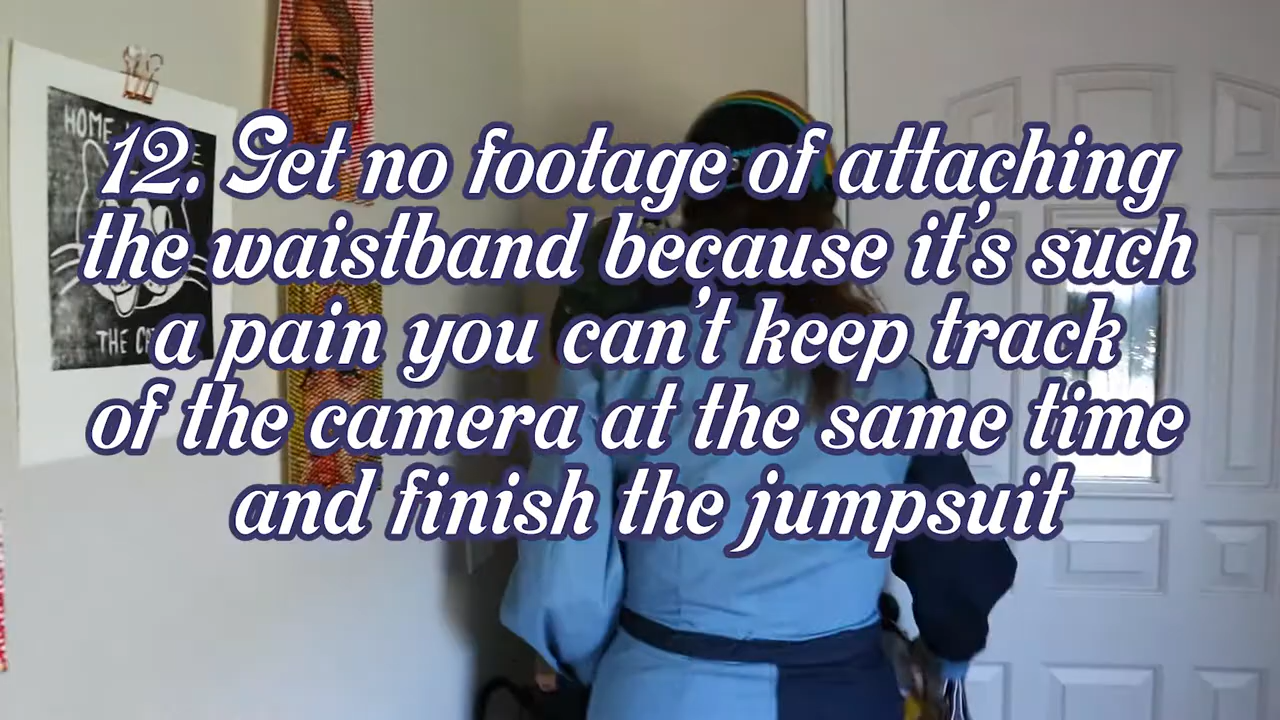 12. Get no footage of attaching
the waistband because it's such
a pain you can't keep track
of the camera at the same time
and finish the jumpsuit
HOME
THE